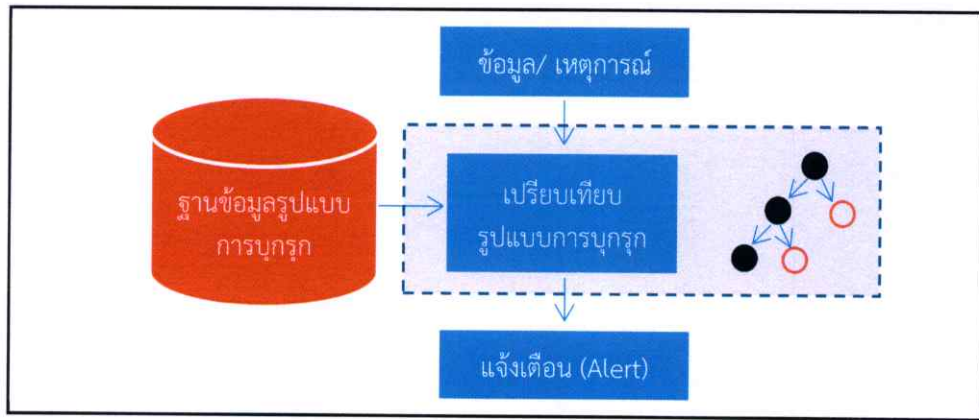 ข้อมูล/ เหตุการณ์
ฐานข้อมูลรูปแบบ
การบุกรุก
เปรียบเทียบ
รูปแบบการบุกรุก
แจ้งเตือน (Alert)